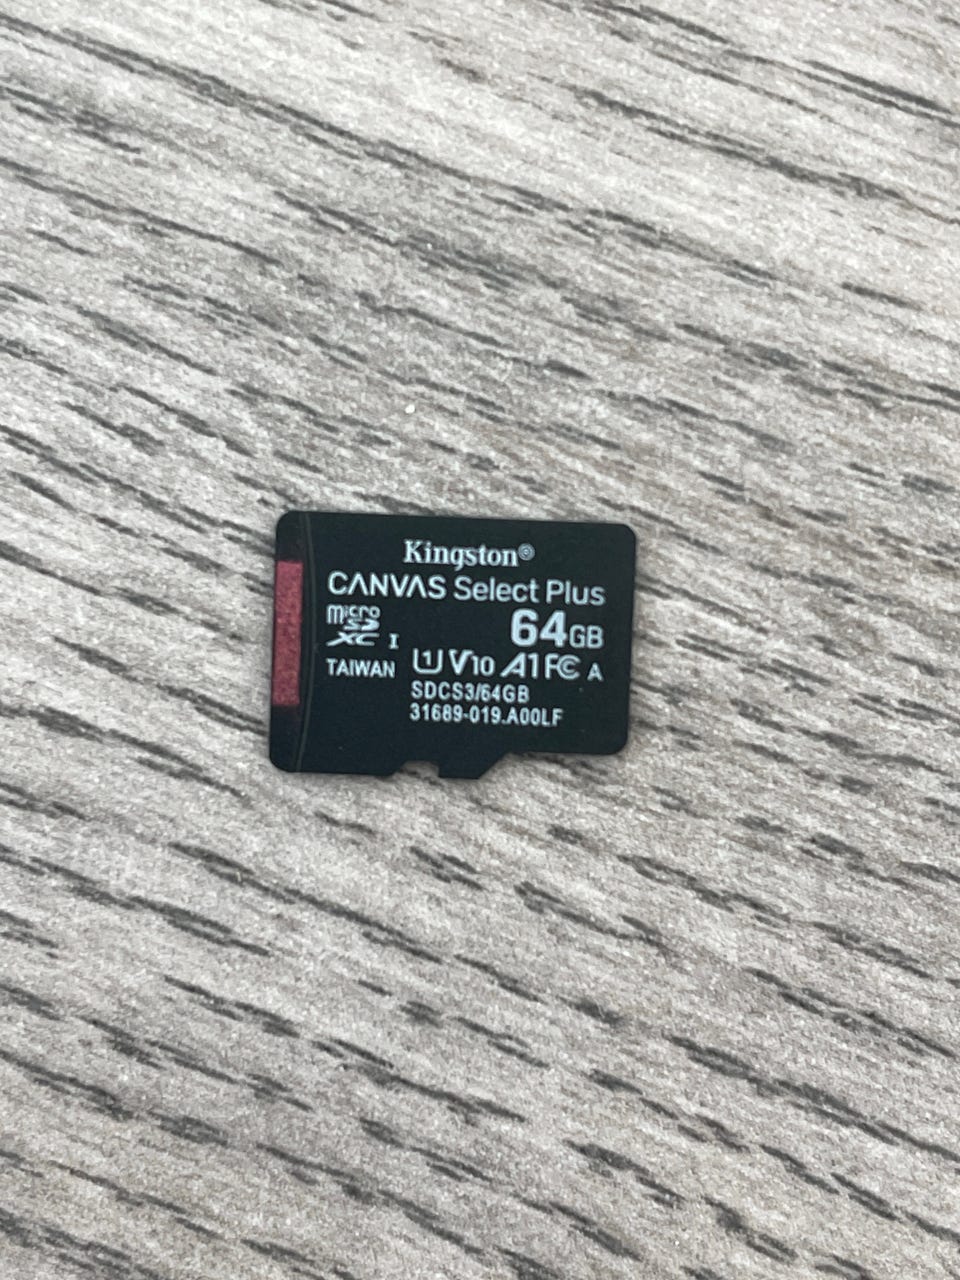 Kingston®
CANVAS Select Plus
micro
SD
XC I
64GB
TAIWAN
U1 V10 A1 FC A
SDCS3/64GB
31689-019.A00LF